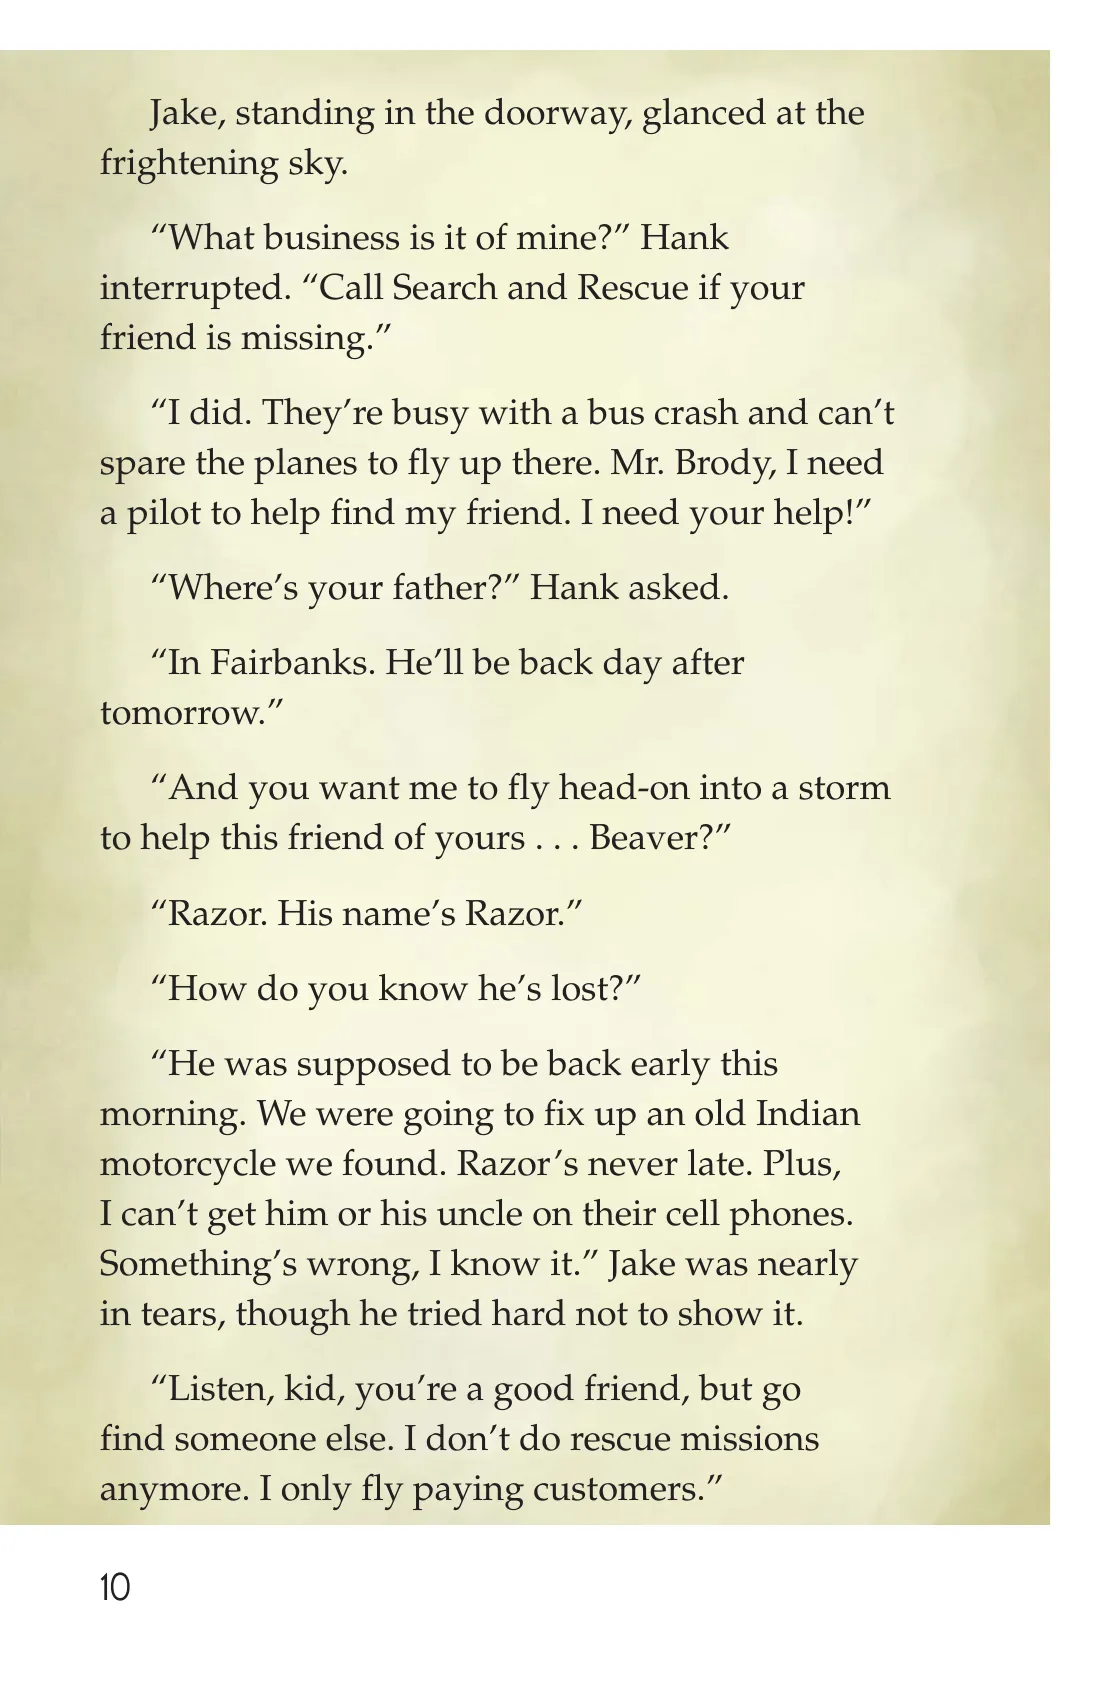 Jake, standing in the doorway, glanced at the
frightening sky.
“What business is it of mine?” Hank
interrupted. “Call Search and Rescue if your
friend is missing.”
“I did. They’re busy with a bus crash and can’t
spare the planes to fly up there. Mr. Brody, I need
a pilot to help find my friend. I need your help!”
“Where’s your father?” Hank asked.
“In Fairbanks. He’ll be back day after
tomorrow.”
“And you want me to fly head-on into a storm
to help this friend of yours . . . Beaver?”
“Razor. His name’s Razor.”
“How do you know he’s lost?”
“He was supposed to be back early this
morning. We were going to fix up an old Indian
motorcycle we found. Razor’s never late. Plus,
I can’t get him or his uncle on their cell phones.
Something’s wrong, I know it.” Jake was nearly
in tears, though he tried hard not to show it.
“Listen, kid, you’re a good friend, but go
find someone else. I don’t do rescue missions
anymore. I only fly paying customers.”
10